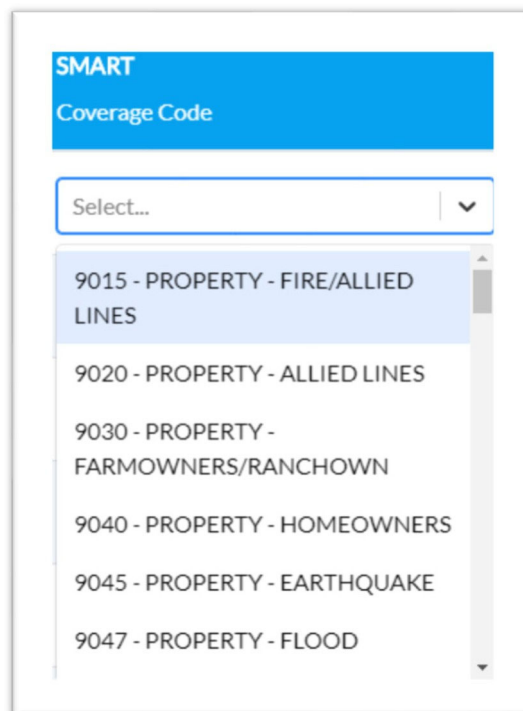 SMART
Coverage Code
Select...
9015 - PROPERTY - FIRE/ALLIED
LINES
9020 - PROPERTY - ALLIED LINES
9030 - PROPERTY -
FARMOWNERS/RANCHOWN
9040 - PROPERTY - HOMEOWNERS
9045 - PROPERTY - EARTHQUAKE
9047 - PROPERTY - FLOOD